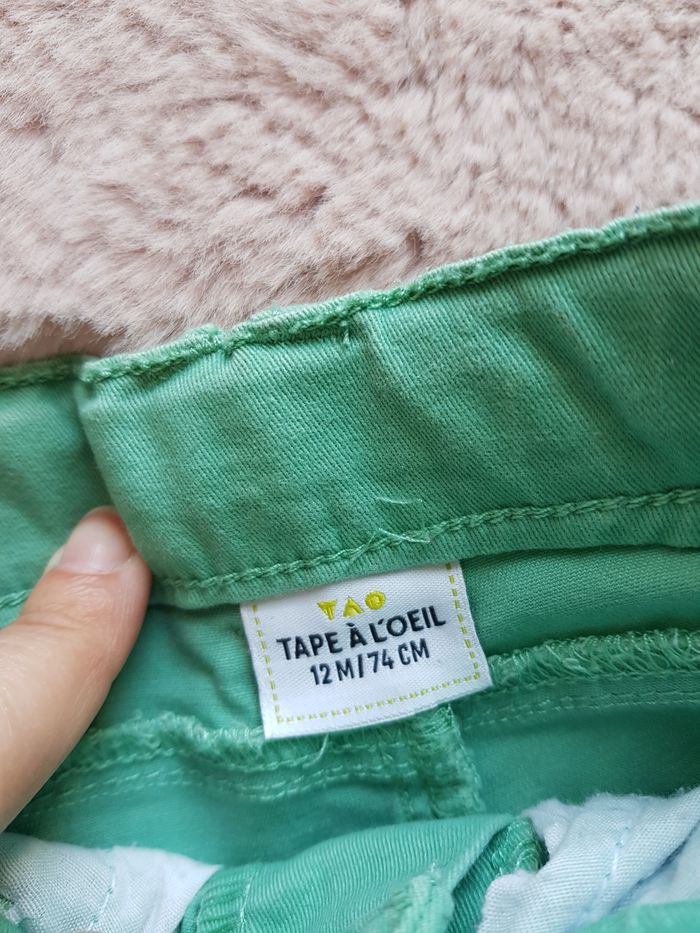 TAO
TAPE À L'OEIL
12 M/74 CM